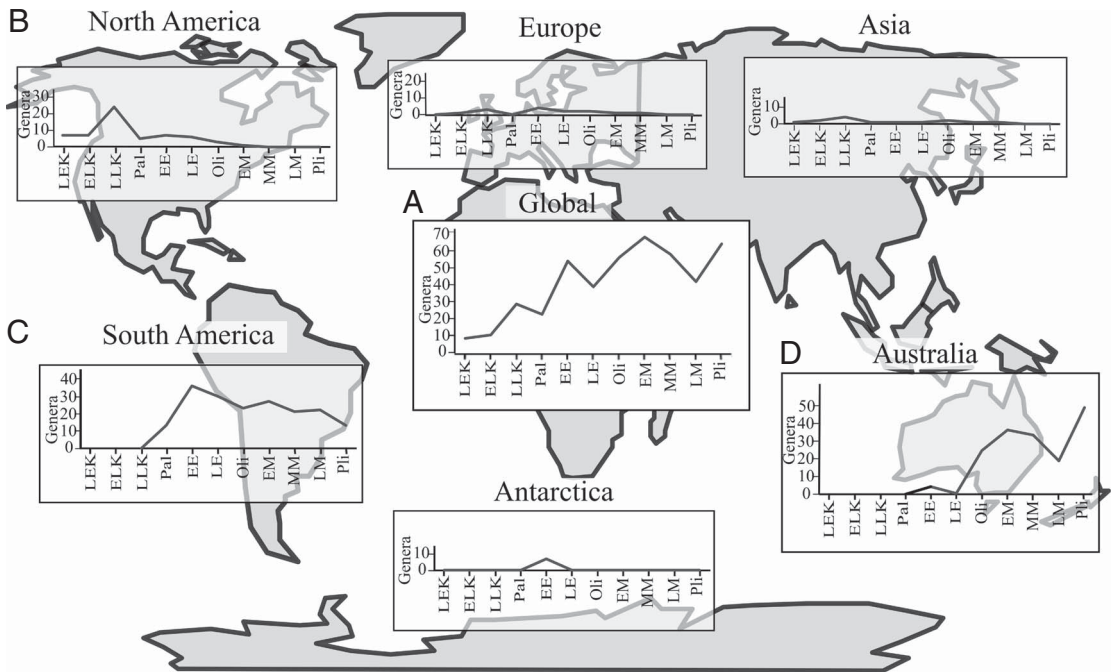 B
North America
Genera
30
20
10
0
LEK
ELK
LLK
Pal
EE
LE
Oli
EM
MM
LM
Pli
Europe
Genera
20
10
0
LEK
ELK
LLK
Pal
EE
LE
Oli
EM
MM
LM
Pli
Asia
Genera
10
0
LEK
ELK
LLK
Pal
EE
LE
Oli
EM
MM
LM
Pli
A
Global
Genera
70
60
50
40
30
20
10
0
LEK
ELK
LLK
Pal
EE
LE
Oli
EM
MM
LM
Pli
C
South America
Genera
40
30
20
10
0
LEK
ELK
LLK
Pal
EE
LE
Oli
EM
MM
LM
Pli
D
Australia
Genera
50
40
30
20
10
0
LEK
ELK
LLK
Pal
EE
LE
Oli
EM
MM
LM
Pli
Antarctica
Genera
10
0
LEK
ELK
LLK
Pal
EE
LE
Oli
EM
MM
LM
Pli